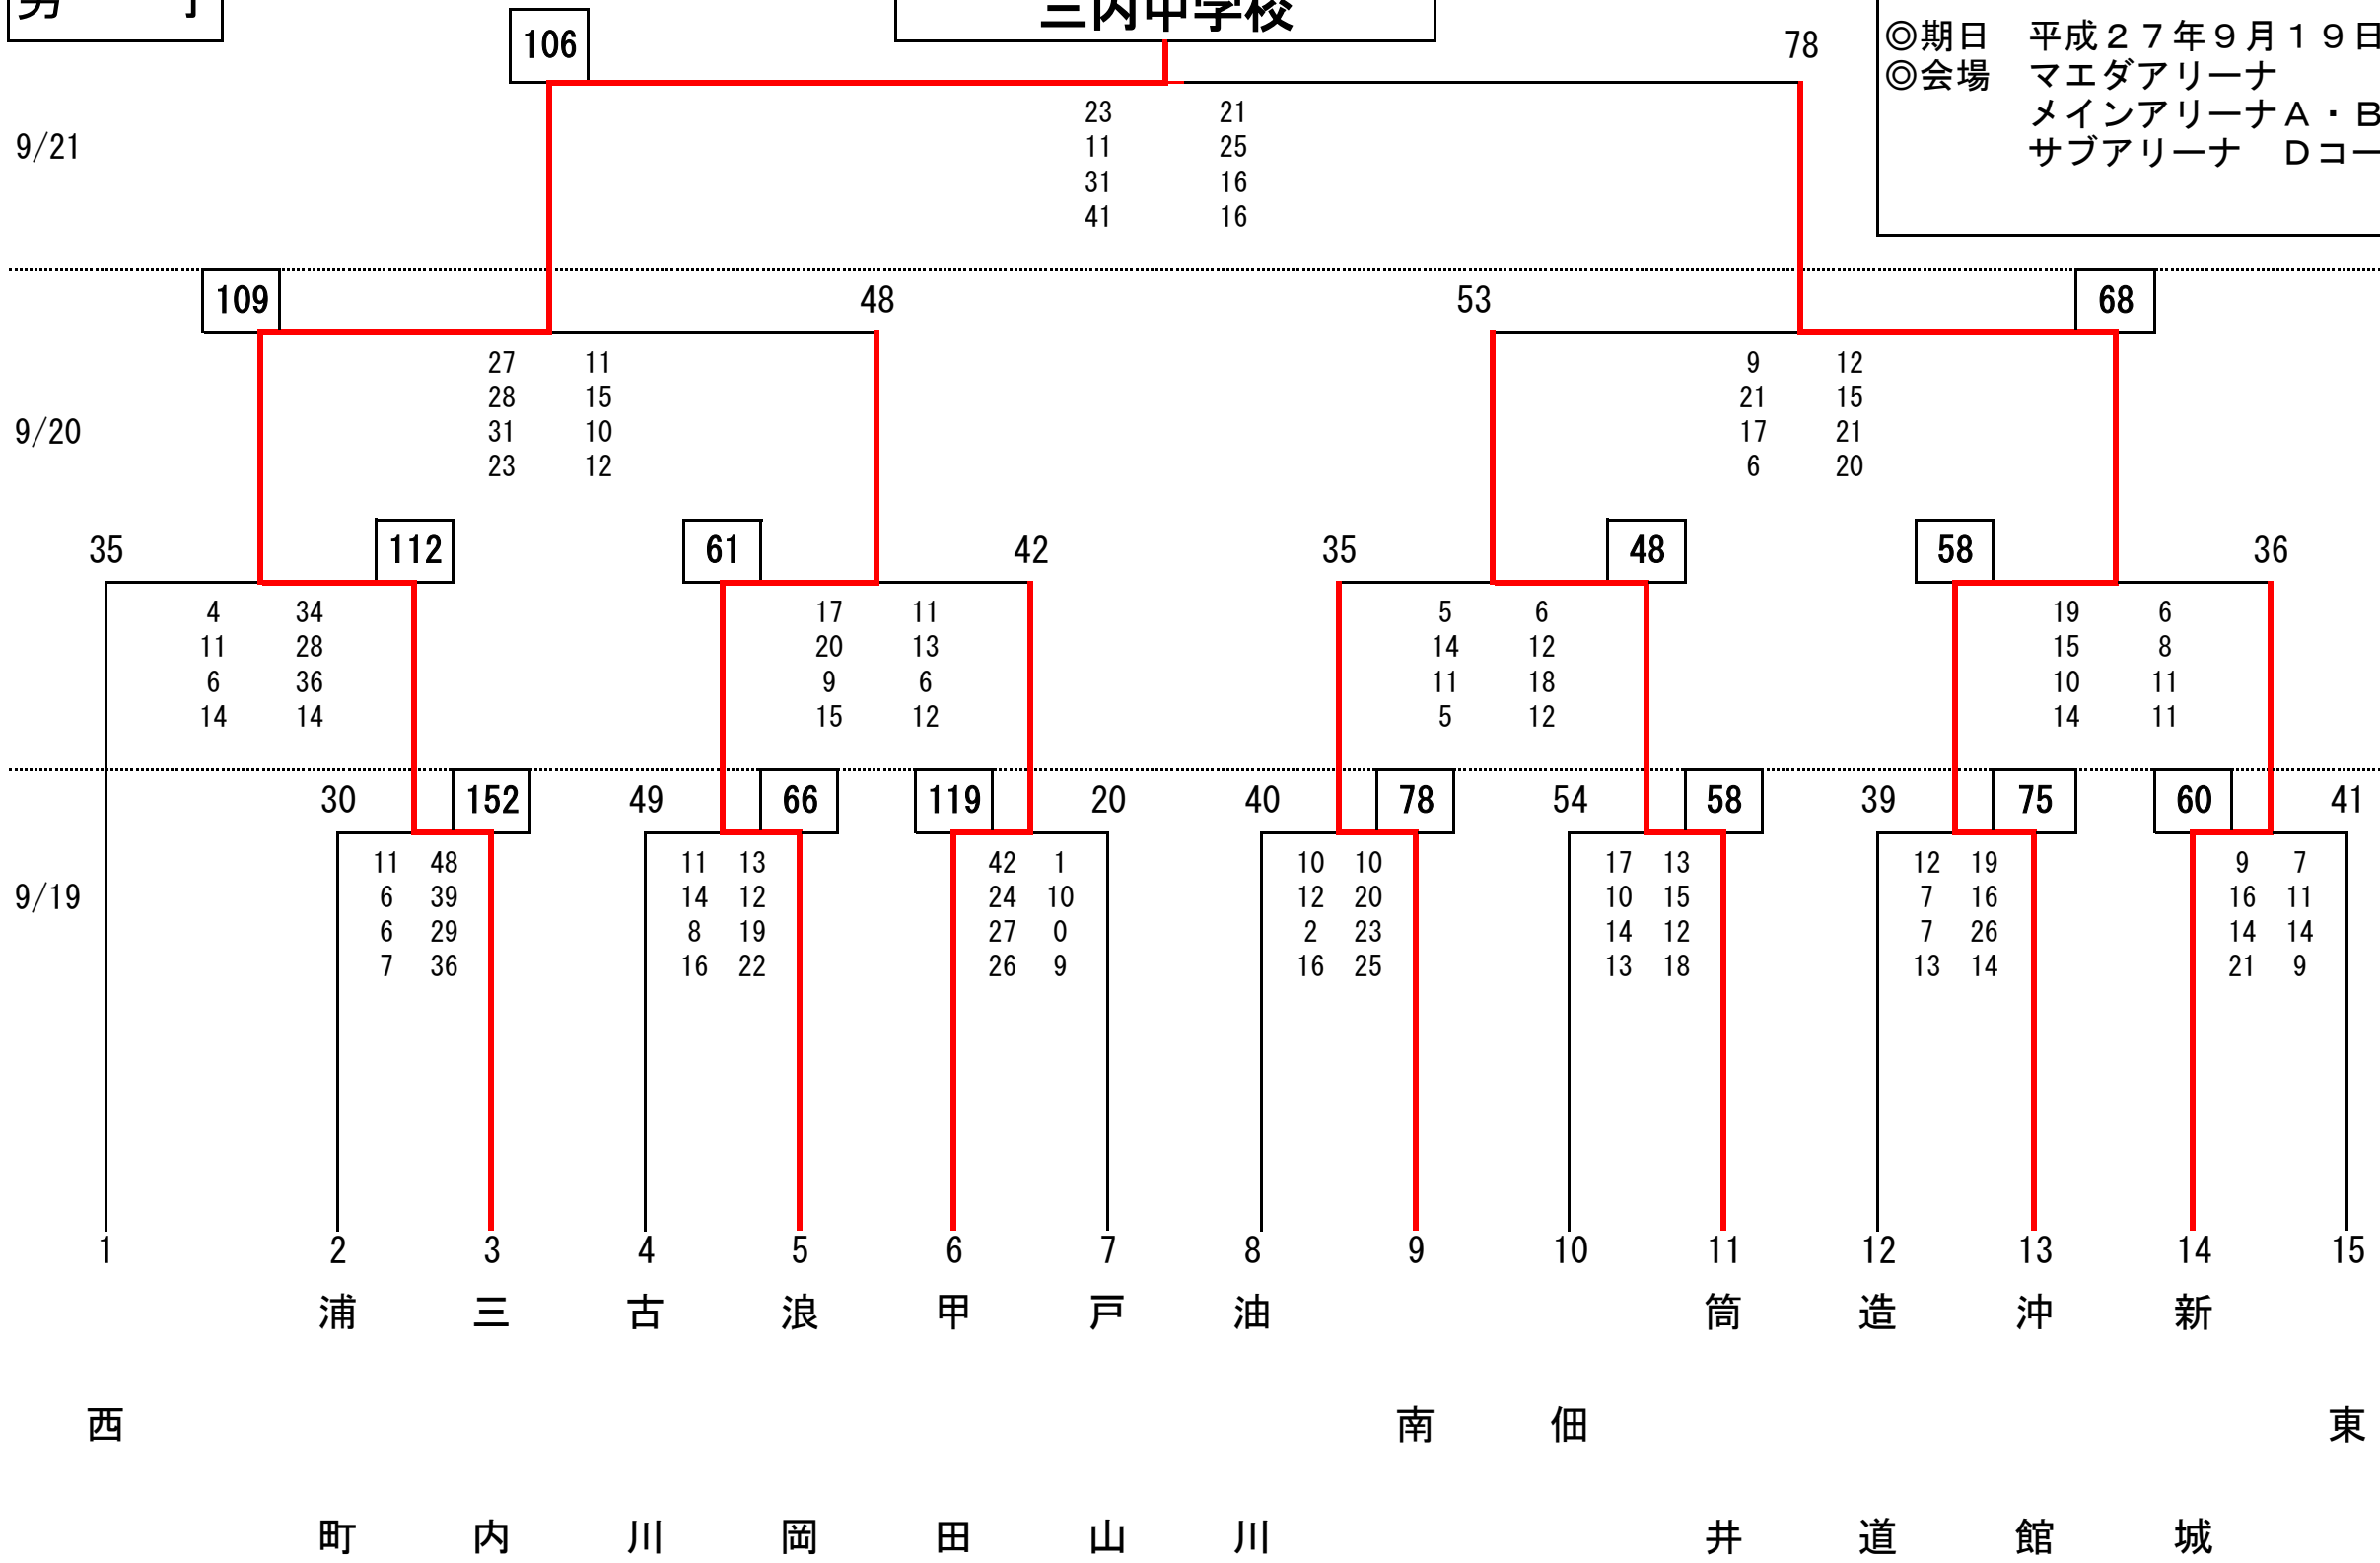 男子
三内中学校
◎期日 平成２７年９月１９日
◎会場 マエダアリーナ
メインアリーナＡ・Ｂ
サブアリーナ Ｄコー
106 78
9/21
23 21
11 25
31 16
41 16
109 48 53 68
9/20
27 11 9 12
28 15 21 15
31 10 17 21
23 12 6 20
35 112 61 42 35 48 58 36
4 34 17 11 5 6 19 6
11 28 20 13 14 12 15 8
6 36 9 6 11 18 10 11
14 14 15 12 5 12 14 11
30 152 49 66 119 20 40 78 54 58 39 75 60 41
9/19
11 48 11 13 42 1 10 10 17 13 12 19 9 7
6 39 14 12 24 10 12 20 10 15 7 16 16 11
6 29 8 19 27 0 2 23 14 12 7 26 14 14
7 36 16 22 26 9 16 25 13 18 13 14 21 9
1 2 3 4 5 6 7 8 9 10 11 12 13 14 15
西
浦町
三内
古川
浪岡
甲田
戸山
油川
南
佃
筒井
造道
沖館
新城
東